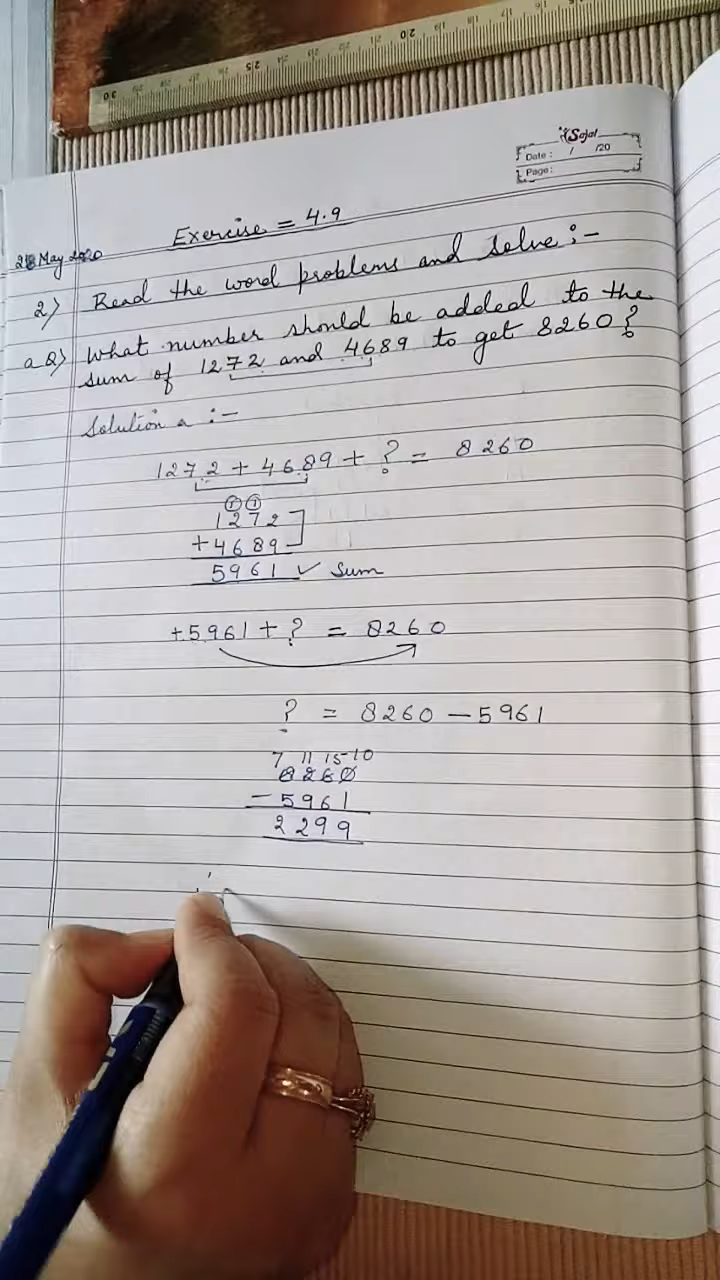 Sajal
Date : / /20
Page:
Exercise = 4.9
28 May 2020
2) Read the word problems and solve :-
a Q) What number should be added to the
sum of 1272 and 4689 to get 8260?
Solution a :-
1272 + 4689 + ? = 8260
1 1
1272
+4689
5961 ✓ Sum
+5961 + ? = 8260
? = 8260 - 5961
7 11 15 10
8260
-5961
2299